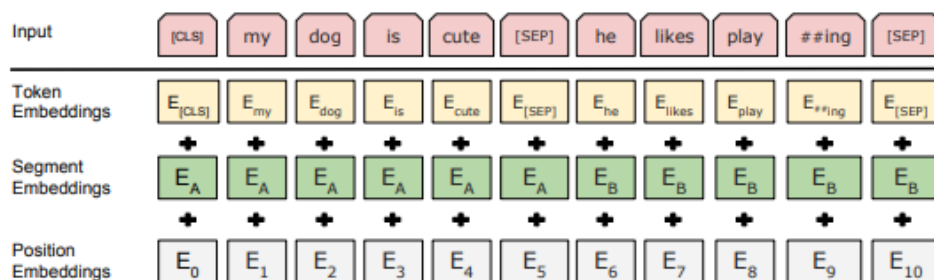 Input [CLS] my dog is cute [SEP] he likes play ##ing [SEP]
Token Embeddings E[CLS] Emy Edog Eis Ecute E[SEP] Ehe Elikes Eplay E##ing E[SEP]
Segment Embeddings EA EA EA EA EA EA EB EB EB EB EB
Position Embeddings E0 E1 E2 E3 E4 E5 E6 E7 E8 E9 E10